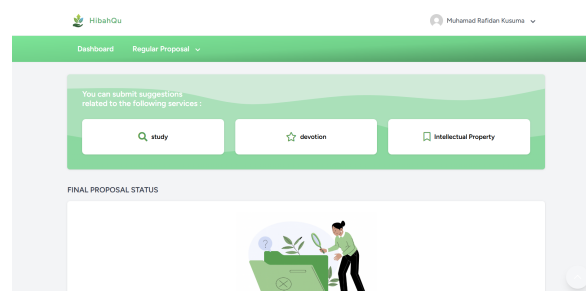 HibahQu
Muhamad Rafidan Kusuma
Dashboard Regular Proposal
You can submit suggestions
related to the following services :
study
devotion
Intellectual Property
FINAL PROPOSAL STATUS
?